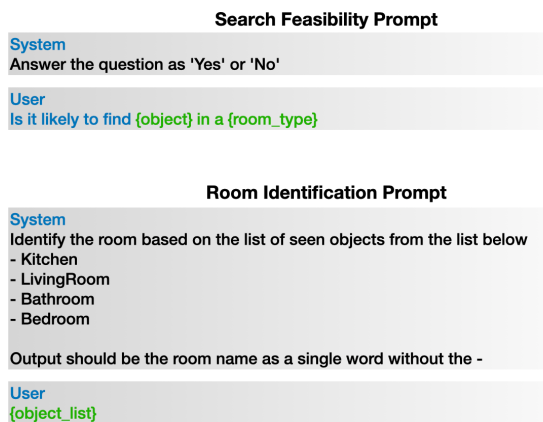 Search Feasibility Prompt
System
Answer the question as 'Yes' or 'No'
User
Is it likely to find {object} in a {room_type}
Room Identification Prompt
System
Identify the room based on the list of seen objects from the list below
- Kitchen
- LivingRoom
- Bathroom
- Bedroom
Output should be the room name as a single word without the -
User
{object_list}